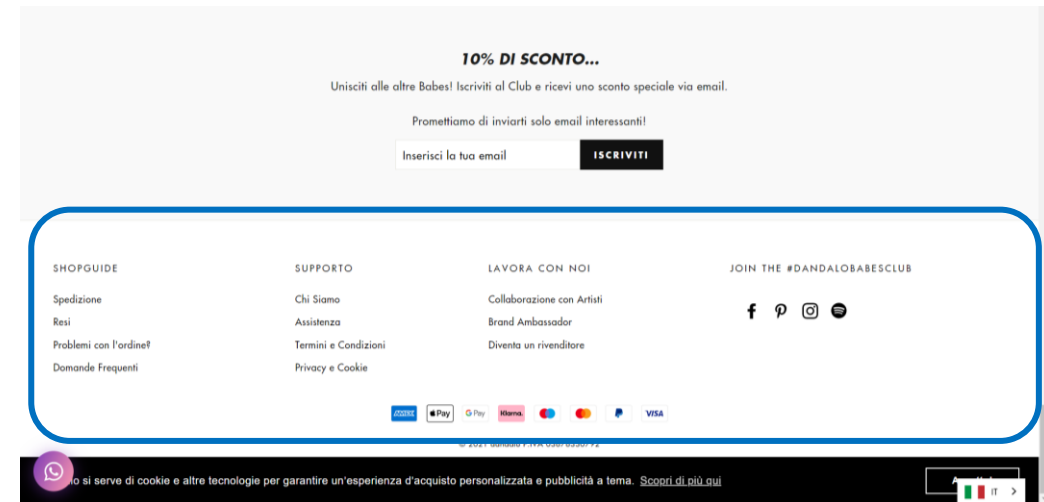 10% DI SCONTO...
Unisciti alle altre Babes! Iscriviti al Club e ricevi uno sconto speciale via email.
Promettiamo di inviarti solo email interessanti!
Inserisci la tua email
ISCRIVITI
SHOPGUIDE
Spedizione
Resi
Problemi con l'ordine?
Domande Frequenti
SUPPORTO
Chi Siamo
Assistenza
Termini e Condizioni
Privacy e Cookie
LAVORA CON NOI
Collaborazione con Artisti
Brand Ambassador
Diventa un rivenditore
JOIN THE #DANDALOBABESCLUB
Pay
G Pay
Klarna.
VISA
© 2021
si serve di cookie e altre tecnologie per garantire un'esperienza d'acquisto personalizzata e pubblicità a tema. Scopri di più qui
IT